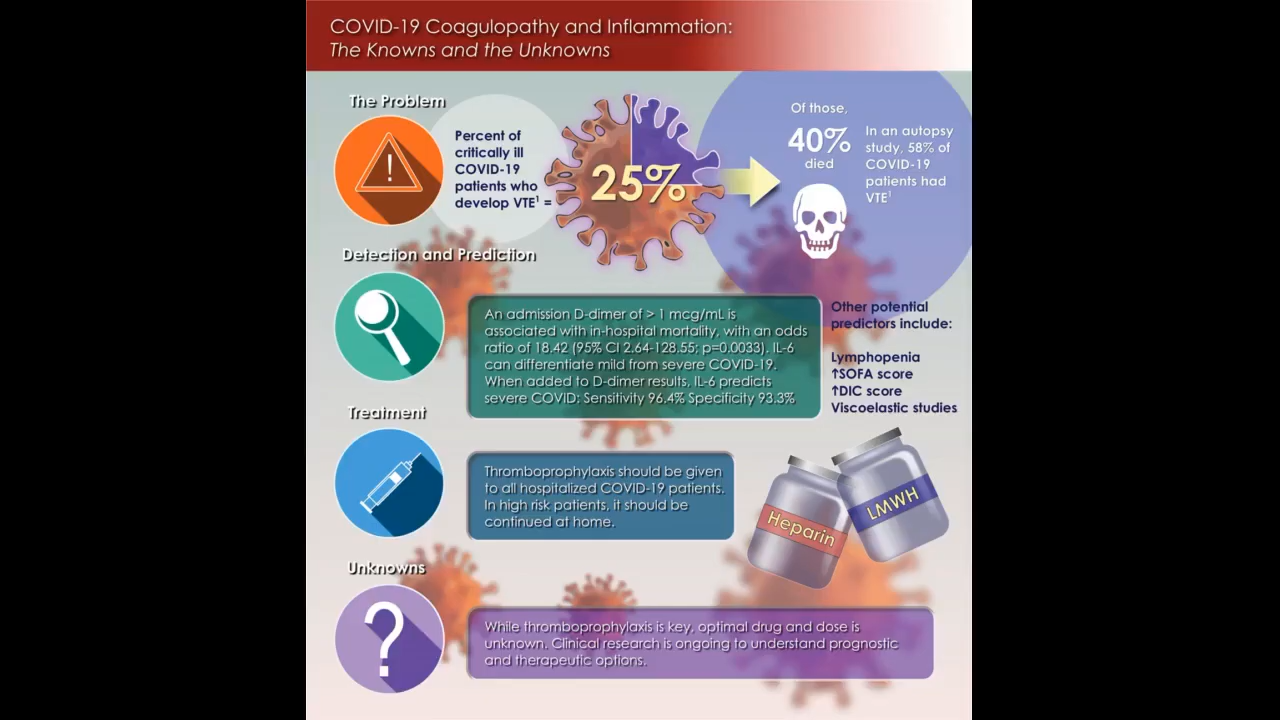 COVID-19 Coagulopathy and Inflammation:
The Knowns and the Unknowns
The Problem
Percent of
critically ill
COVID-19
patients who
develop VTE¹ =
25%
Of those,
40%
died
In an autopsy
study, 58% of
COVID-19
patients had
VTE¹
Detection and Prediction
An admission D-dimer of > 1 mcg/mL is
associated with in-hospital mortality, with an odds
ratio of 18.42 (95% CI 2.64-128.55; p=0.0033). IL-6
can differentiate mild from severe COVID-19.
When added to D-dimer results, IL-6 predicts
severe COVID: Sensitivity 96.4% Specificity 93.3%
Other potential
predictors include:
Lymphopenia
↑SOFA score
↑DIC score
Viscoelastic studies
Treatment
Thromboprophylaxis should be given
to all hospitalized COVID-19 patients.
In high risk patients, it should be
continued at home.
Heparin
LMWH
Unknowns
While thromboprophylaxis is key, optimal drug and dose is
unknown. Clinical research is ongoing to understand prognostic
and therapeutic options.